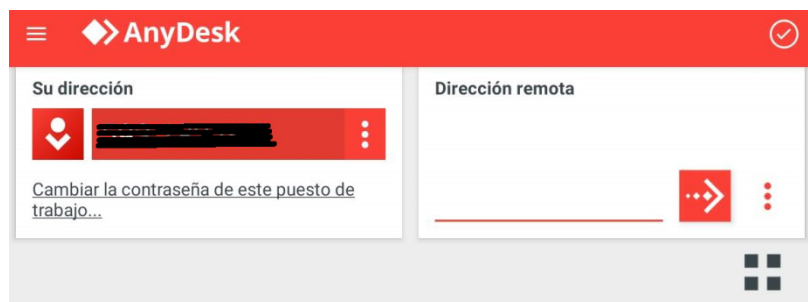 AnyDesk
Su dirección
Cambiar la contraseña de este puesto de
trabajo...
Dirección remota